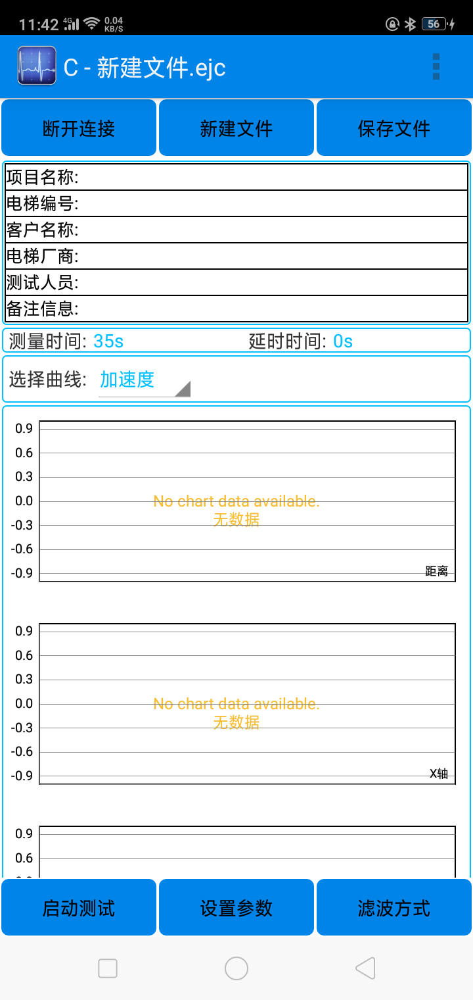 11:42 4G 0.04 KB/S 56
C - 新建文件.ejc
断开连接 新建文件 保存文件
项目名称:
电梯编号:
客户名称:
电梯厂商:
测试人员:
备注信息:
测量时间: 35s 延时时间: 0s
选择曲线: 加速度
0.9
0.6
0.3
0.0
No chart data available.
无数据
-0.3
-0.6
-0.9
距离
0.9
0.6
0.3
0.0
No chart data available.
无数据
-0.3
-0.6
-0.9
X轴
0.9
0.6
启动测试 设置参数 滤波方式